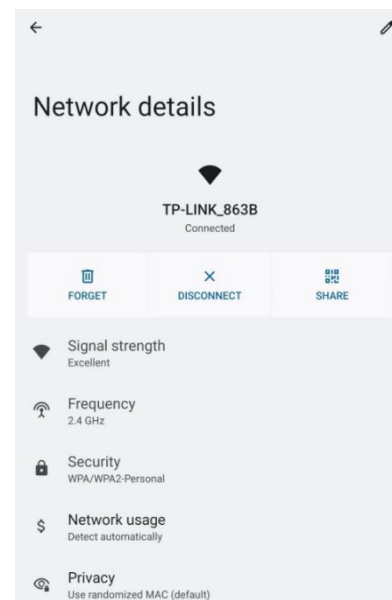 Network details
TP-LINK_863B
Connected
FORGET
DISCONNECT
SHARE
Signal strength
Excellent
Frequency
2.4 GHz
Security
WPA/WPA2-Personal
$
Network usage
Detect automatically
Privacy
Use randomized MAC (default)